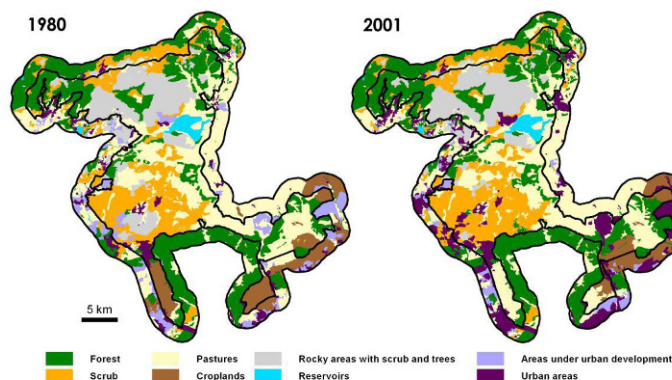 1980
2001
5 km
Forest Pastures Rocky areas with scrub and trees Areas under urban development
Scrub Croplands Reservoirs Urban areas